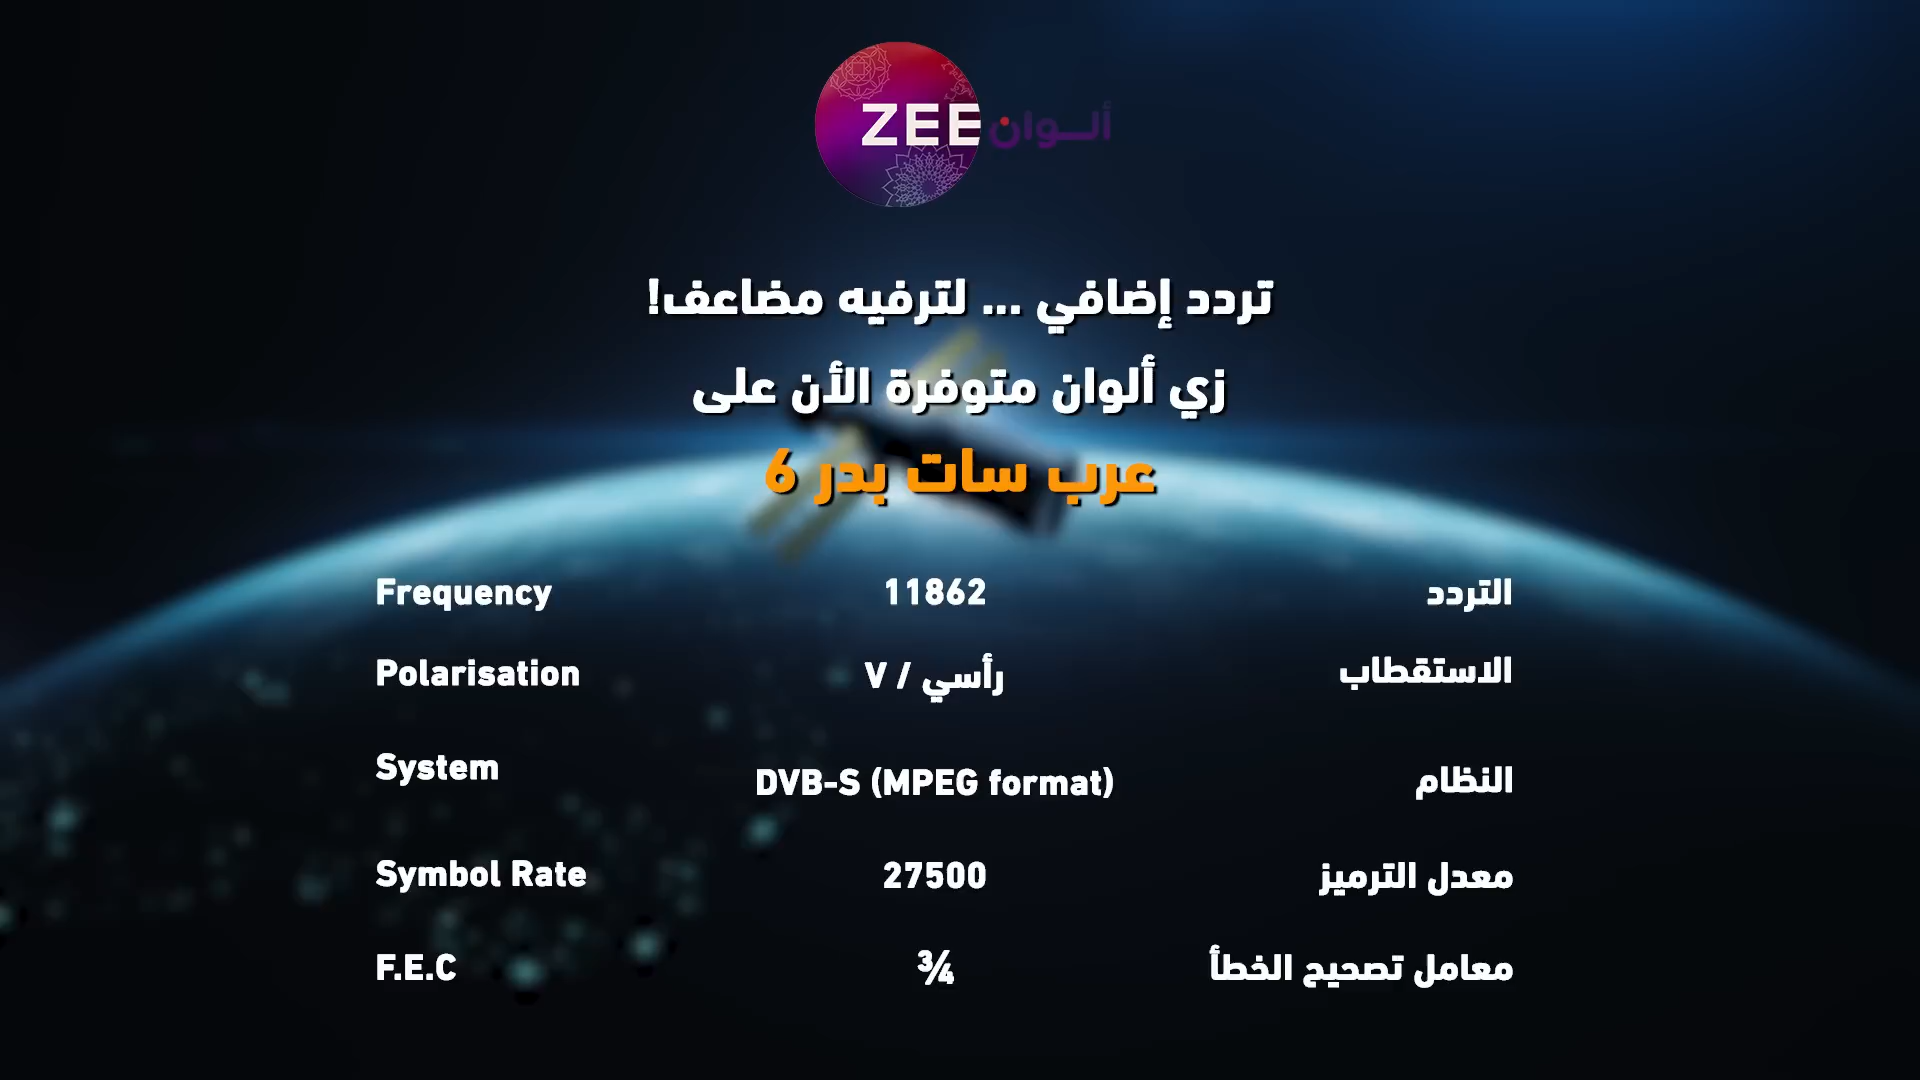 ZEE ألوان
تردد إضافي ... لترفيه مضاعف!
زي ألوان متوفرة الأن على
عرب سات بدر 6
Frequency 11862 التردد
Polarisation رأسي / V الاستقطاب
System DVB-S (MPEG format) النظام
Symbol Rate 27500 معدل الترميز
F.E.C ¾ معامل تصحيح الخطأ